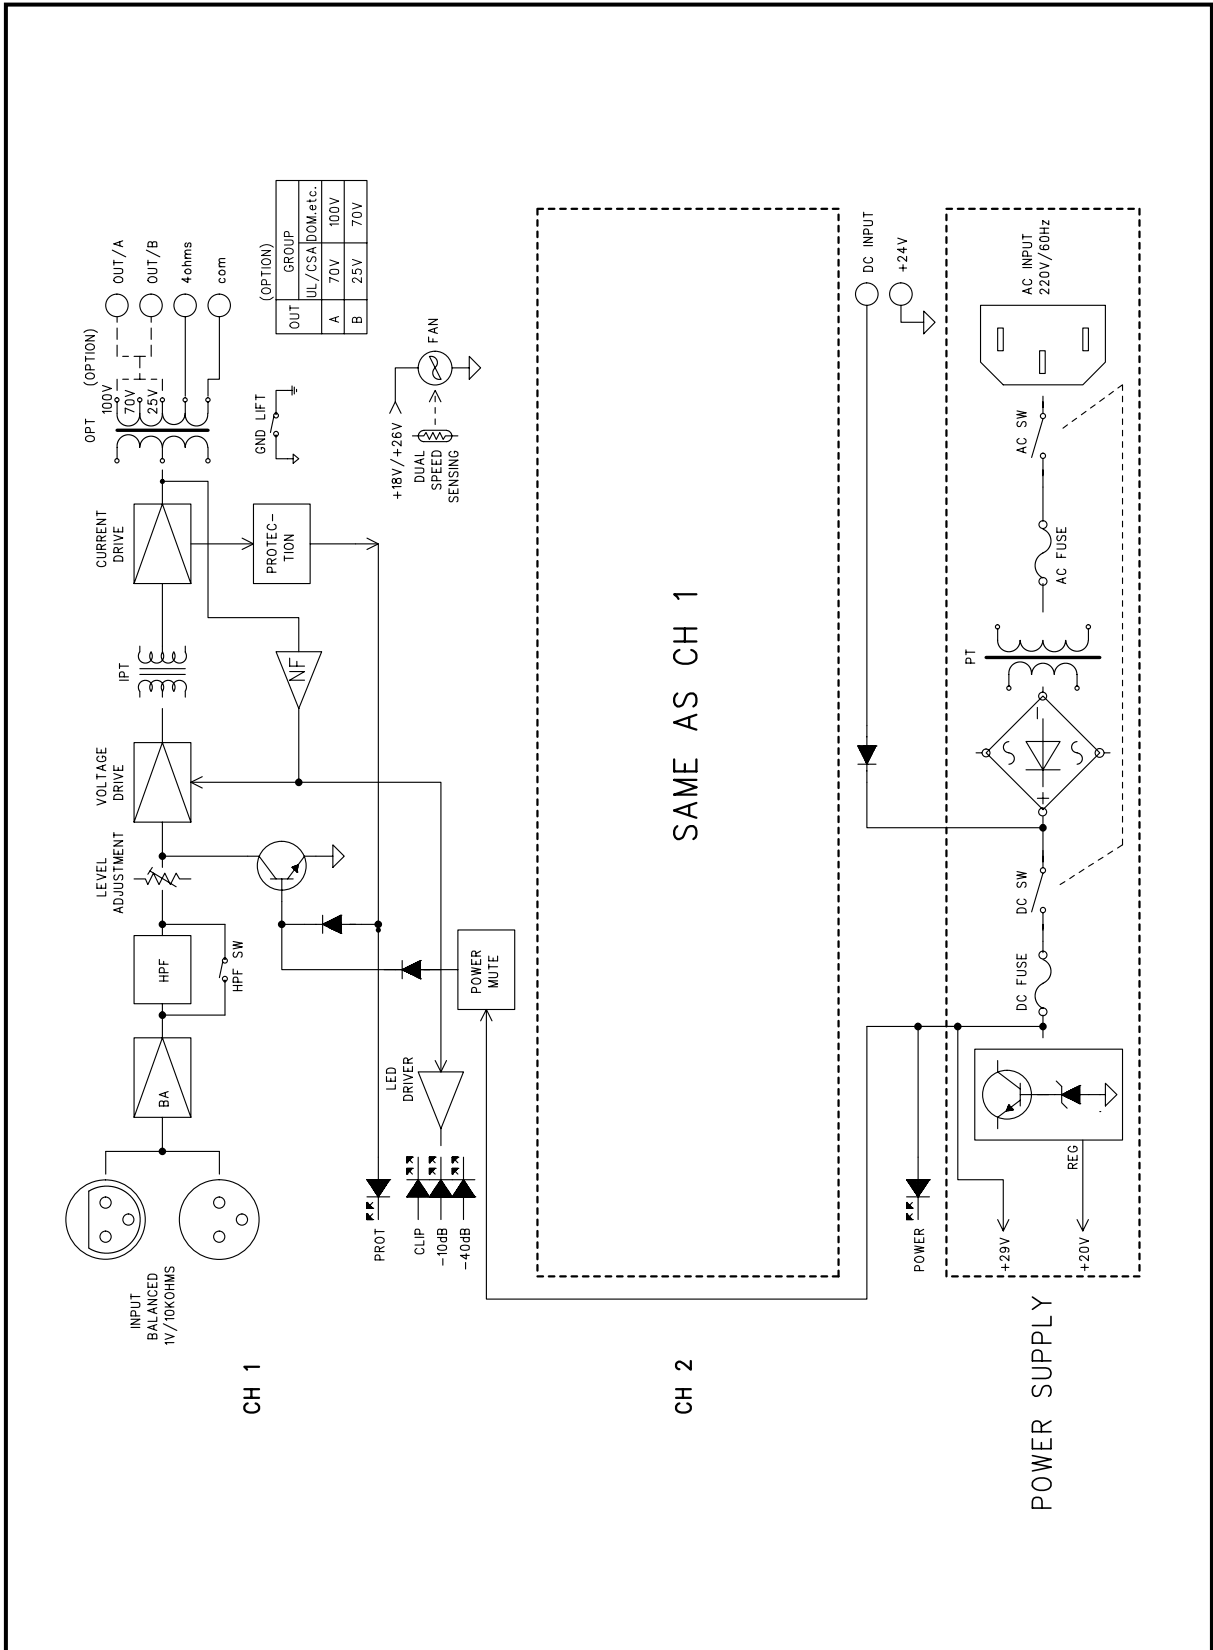 INPUT
BALANCED
1V/10KOHMS
BA
HPF
HPF SW
LEVEL
ADJUSTMENT
VOLTAGE
DRIVE
IPT
CURRENT
DRIVE
OPT
(OPTION)
100V
70V
25V
OUT/A
OUT/B
4ohms
com
NF
PROTEC-
TION
GND LIFT
(OPTION)
OUT
GROUP
UL/CSA DOM.etc.
A 70V 100V
B 25V 70V
+18V/+26V
DUAL
SPEED
SENSING
FAN
CH 1
PROT
CLIP
-10dB
-40dB
LED
DRIVER
POWER
MUTE
CH 2
SAME AS CH 1
DC INPUT
+24V
POWER
POWER SUPPLY
+29V
+20V
REG
DC FUSE
DC SW
PT
AC FUSE
AC SW
AC INPUT
220V/60Hz